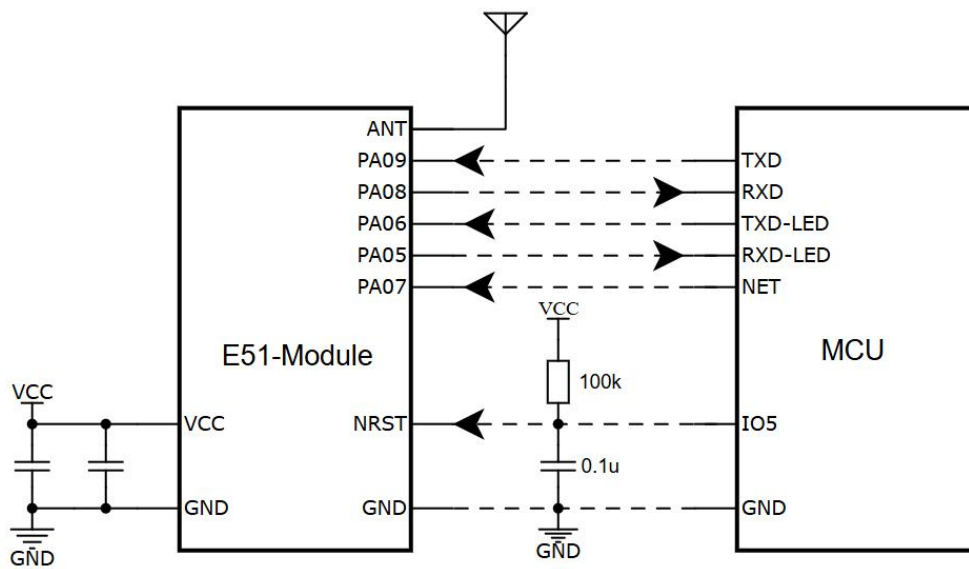 ANT
PA09
TXD
PA08
RXD
PA06
TXD-LED
PA05
RXD-LED
PA07
NET
VCC
E51-Module
MCU
100k
VCC
VCC
NRST
IO5
0.1u
GND
GND
GND
GND
GND